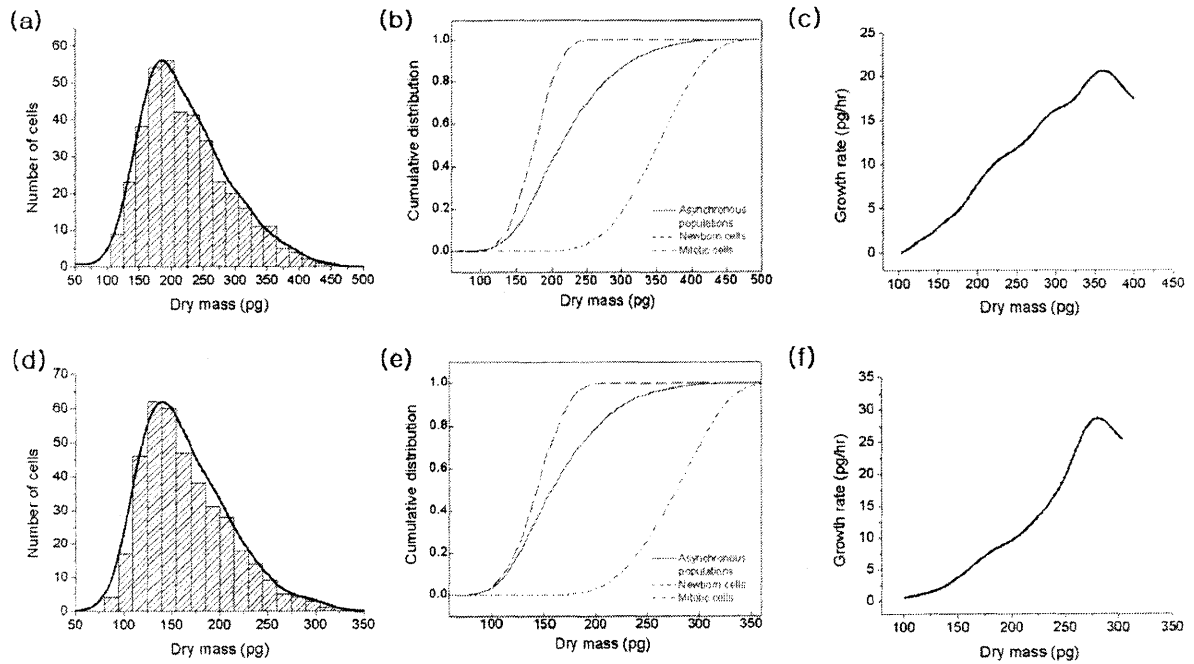 (a)
Number of cells
60
50
40
30
20
10
0
50 100 150 200 250 300 350 400 450 500
Dry mass (pg)
(b)
Cumulative distribution
1.0
0.8
0.6
0.4
0.2
0.0
Asynchronous
populations
Newborn cells
Mitotic cells
100 150 200 250 300 350 400 450 500
Dry mass (pg)
(c)
Growth rate (pg/hr)
25
20
15
10
5
0
100 150 200 250 300 350 400 450
Dry mass (pg)
(d)
Number of cells
70
60
50
40
30
20
10
0
50 100 150 200 250 300 350
Dry mass (pg)
(e)
Cumulative distribution
1.0
0.8
0.6
0.4
0.2
0.0
Asynchronous
populations
Newborn cells
Mitotic cells
100 150 200 250 300 350
Dry mass (pg)
(f)
Growth rate (pg/hr)
35
30
25
20
15
10
5
0
100 150 200 250 300 350
Dry mass (pg)